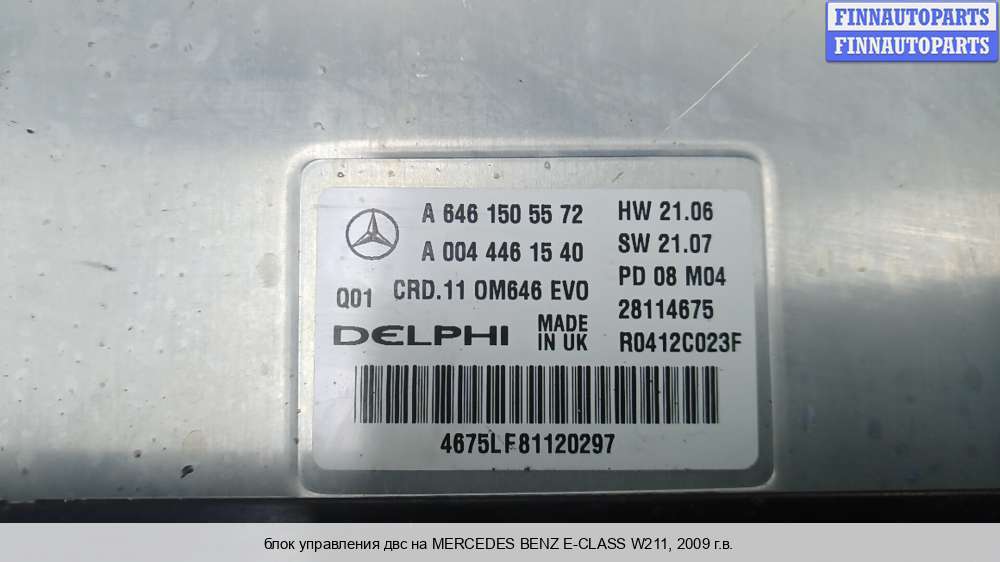 FINNAUTOPARTS
FINNAUTOPARTS
A 646 150 55 72
HW 21.06
A 004 446 15 40
SW 21.07
Q01
CRD.11 OM646 EVO
PD 08 M04
28114675
DELPHI
MADE
IN UK
R0412C023F
4675LF81120297
блок управления двс на MERCEDES BENZ E-CLASS W211, 2009 г.в.